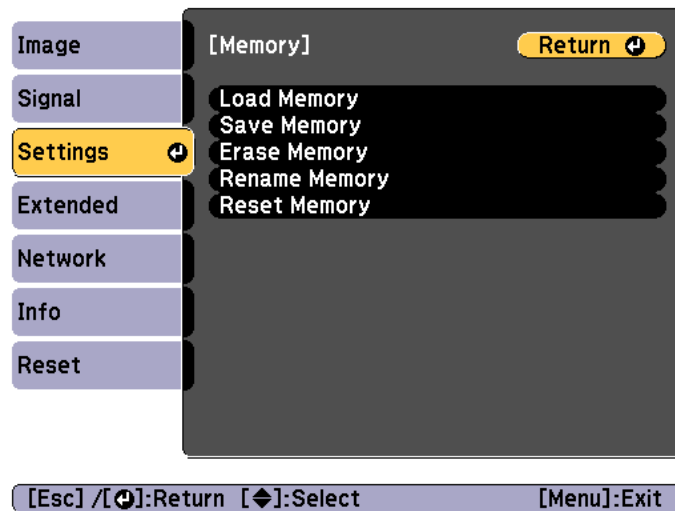 Image
Signal
Settings
Extended
Network
Info
Reset
[Memory]
Return
Load Memory
Save Memory
Erase Memory
Rename Memory
Reset Memory
[Esc] /[⏎]:Return [◆]:Select [Menu]:Exit